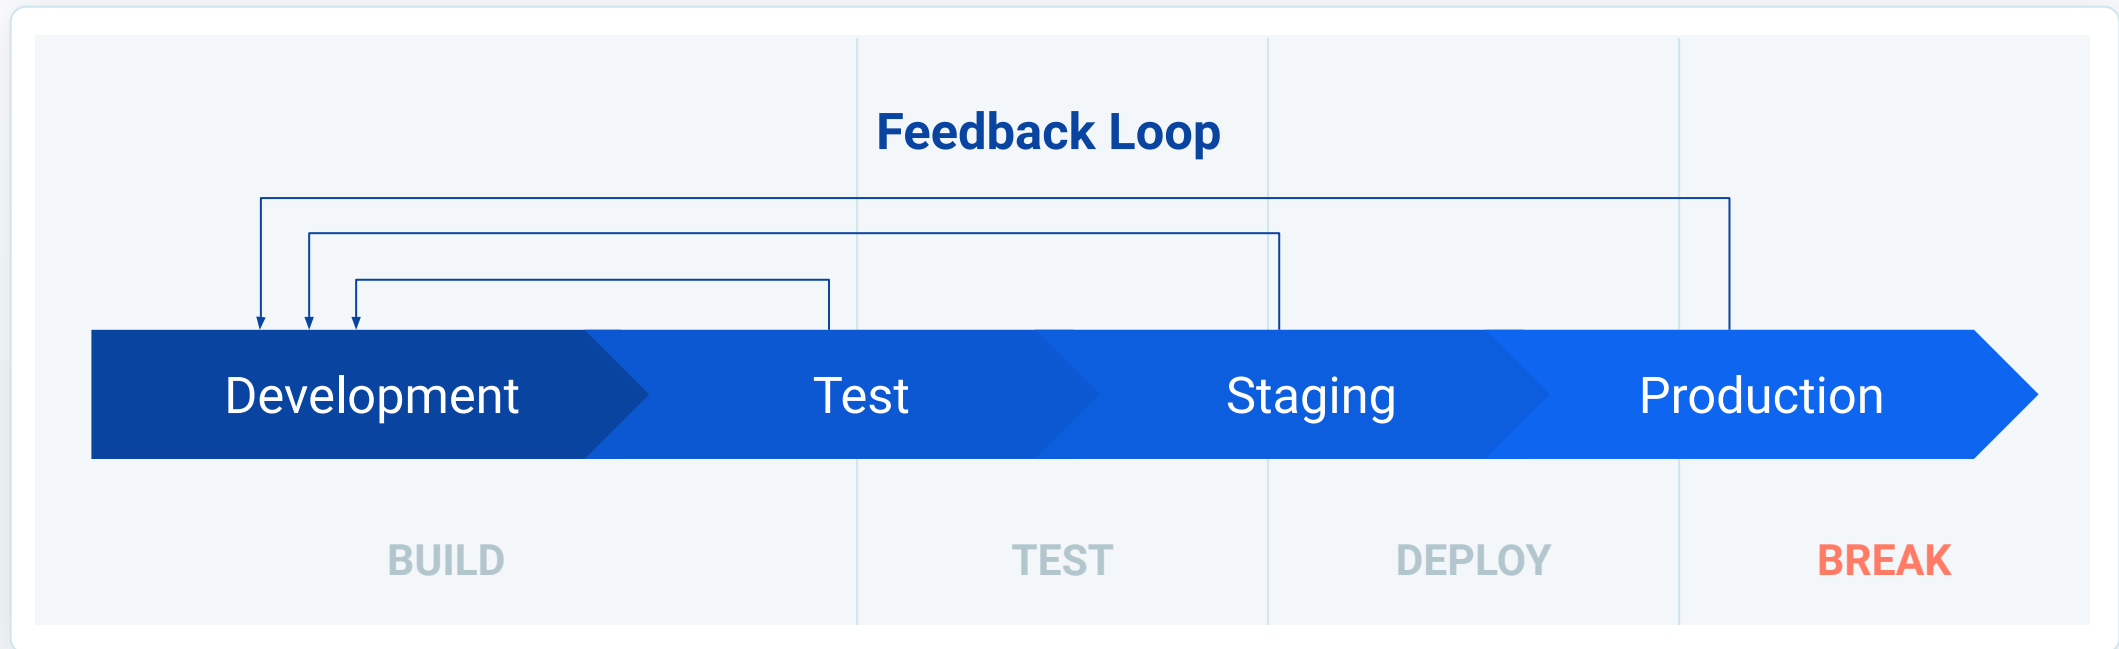 Feedback Loop
Development
Test
Staging
Production
BUILD
TEST
DEPLOY
BREAK